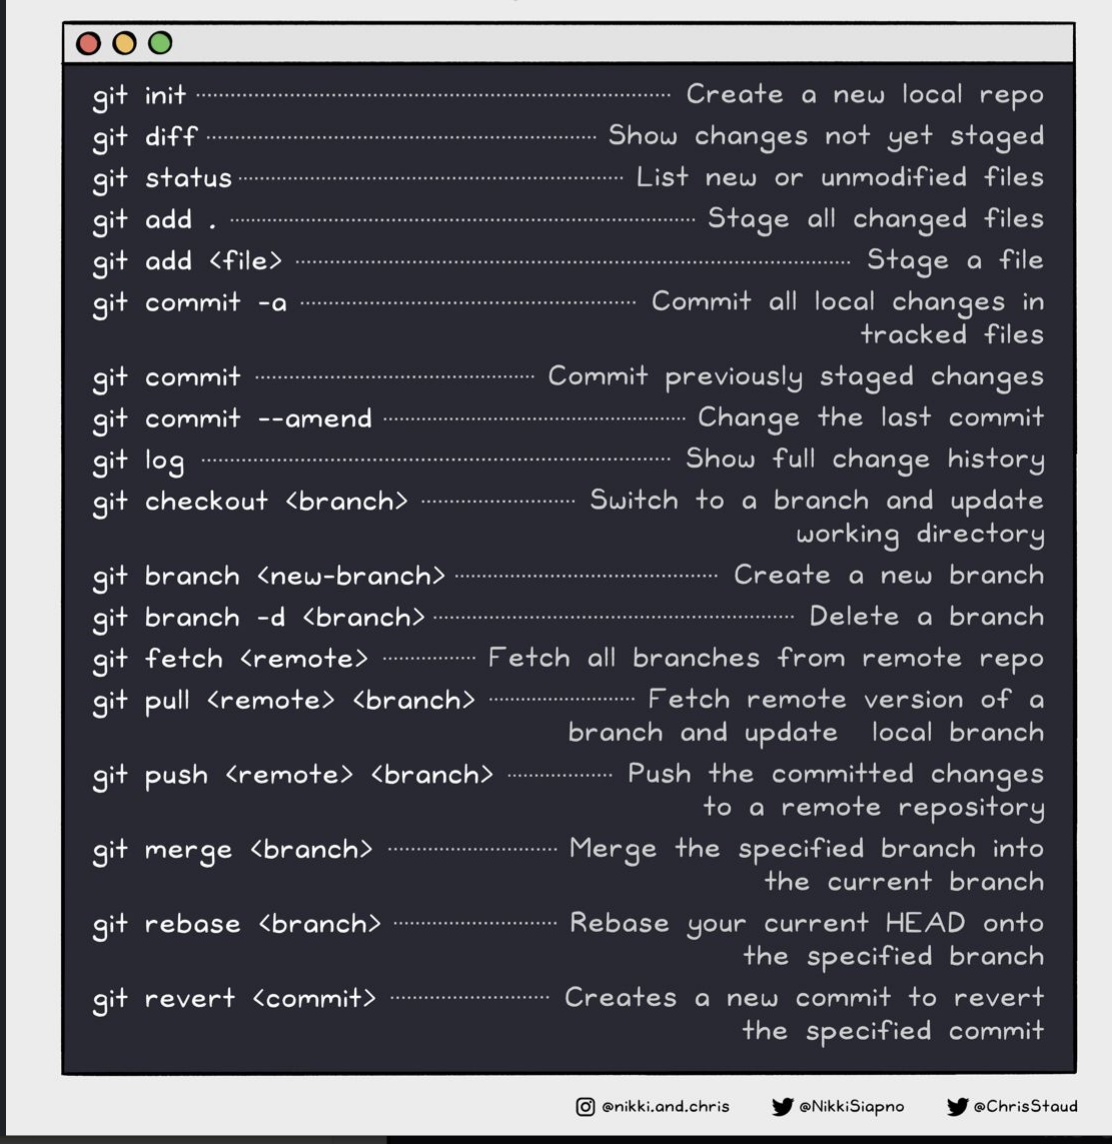 git init Create a new local repo
git diff Show changes not yet staged
git status List new or unmodified files
git add . Stage all changed files
git add <file> Stage a file
git commit -a Commit all local changes in
tracked files
git commit Commit previously staged changes
git commit --amend Change the last commit
git log Show full change history
git checkout <branch> Switch to a branch and update
working directory
git branch <new-branch> Create a new branch
git branch -d <branch> Delete a branch
git fetch <remote> Fetch all branches from remote repo
git pull <remote> <branch> Fetch remote version of a
branch and update local branch
git push <remote> <branch> Push the committed changes
to a remote repository
git merge <branch> Merge the specified branch into
the current branch
git rebase <branch> Rebase your current HEAD onto
the specified branch
git revert <commit> Creates a new commit to revert
the specified commit
@nikki.and.chris @NikkiSiapno @ChrisStaud